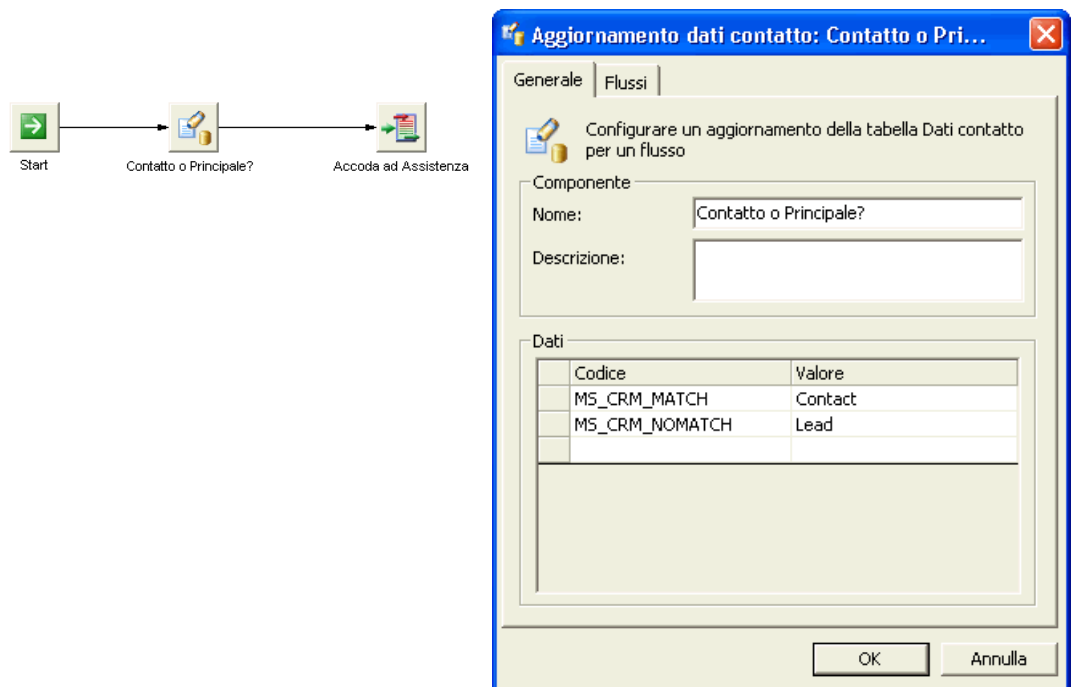 Start
Contatto o Principale?
Accoda ad Assistenza
Aggiornamento dati contatto: Contatto o Pri...
Generale
Flussi
Configurare un aggiornamento della tabella Dati contatto
per un flusso
Componente
Nome:
Contatto o Principale?
Descrizione:
Dati
Codice
Valore
MS_CRM_MATCH
Contact
MS_CRM_NOMATCH
Lead
OK
Annulla